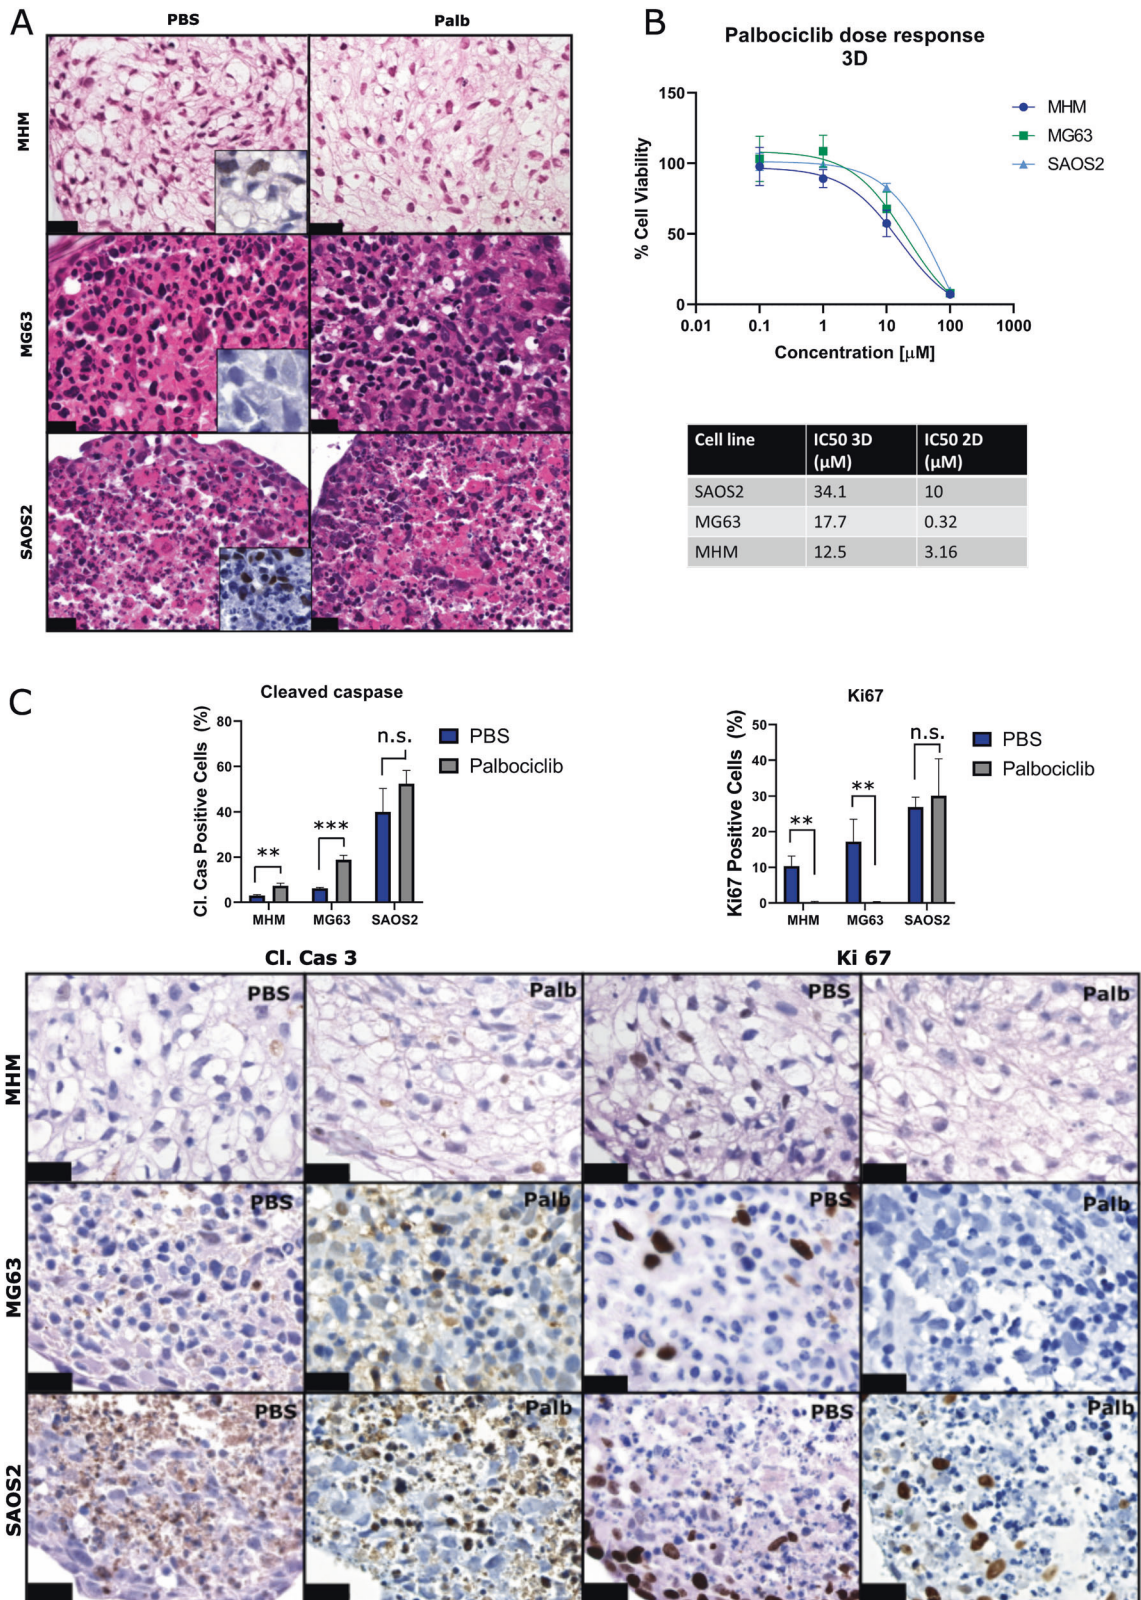 A
PBS
Palb
MHM
MG63
SAOS2
B
Palbociclib dose response
3D
150
100
50
0
% Cell Viability
0.01
0.1
1
10
100
1000
Concentration [µM]
MHM
MG63
SAOS2
Cell line
IC50 3D
(µM)
IC50 2D
(µM)
SAOS2
34.1
10
MG63
17.7
0.32
MHM
12.5
3.16
C
Cleaved caspase
80
60
40
20
0
Cl. Cas Positive Cells (%)
**
***
n.s.
MHM
MG63
SAOS2
PBS
Palbociclib
Ki67
50
40
30
20
10
0
Ki67 Positive Cells (%)
**
**
n.s.
MHM
MG63
SAOS2
PBS
Palbociclib
Cl. Cas 3
Ki 67
MHM
PBS
Palb
PBS
Palb
MG63
PBS
Palb
PBS
Palb
SAOS2
PBS
Palb
PBS
Palb